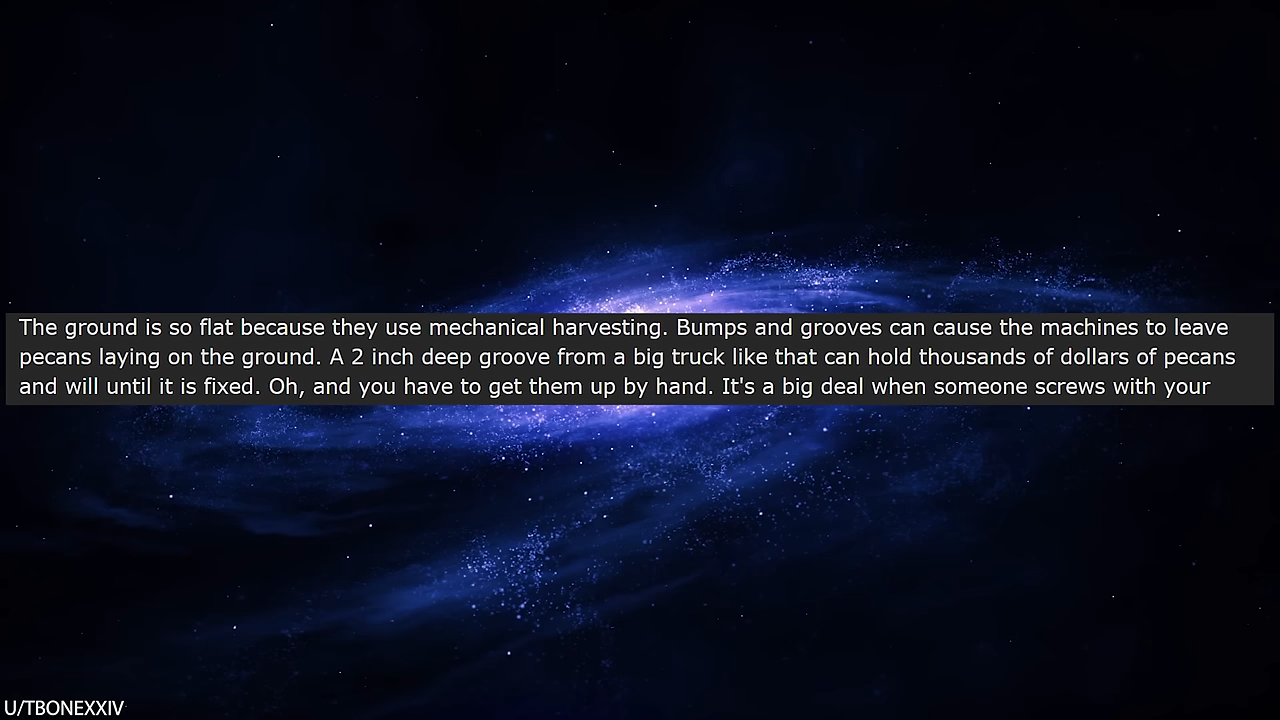 The ground is so flat because they use mechanical harvesting. Bumps and grooves can cause the machines to leave
pecans laying on the ground. A 2 inch deep groove from a big truck like that can hold thousands of dollars of pecans
and will until it is fixed. Oh, and you have to get them up by hand. It's a big deal when someone screws with your
U/TBONEXXIV